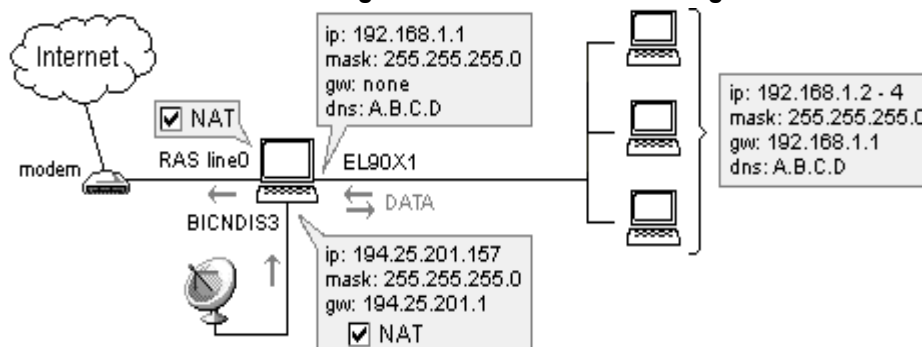 Internet
modem
NAT
RAS line0
ip: 192.168.1.1
mask: 255.255.255.0
gw: none
dns: A.B.C.D
EL90X1
DATA
BICNDIS3
ip: 194.25.201.157
mask: 255.255.255.0
gw: 194.25.201.1
NAT
ip: 192.168.1.2 - 4
mask: 255.255.255.0
gw: 192.168.1.1
dns: A.B.C.D